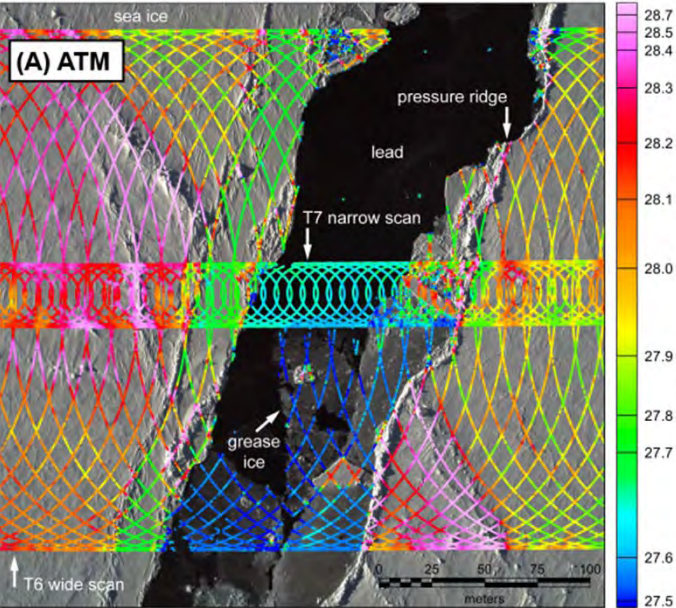 sea ice
(A) ATM
pressure ridge
lead
T7 narrow scan
grease
ice
T6 wide scan
0 25 50 75 100
meters
28.7
28.5
28.4
28.3
28.2
28.1
28.0
27.9
27.8
27.7
27.6
27.5